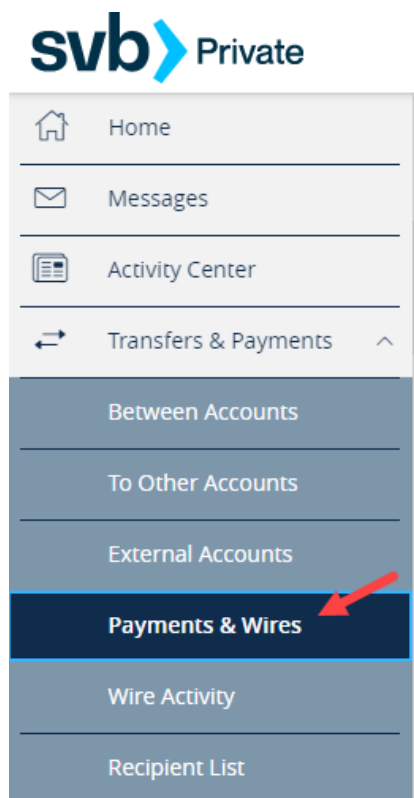 svb Private
Home
Messages
Activity Center
Transfers & Payments
Between Accounts
To Other Accounts
External Accounts
Payments & Wires
Wire Activity
Recipient List